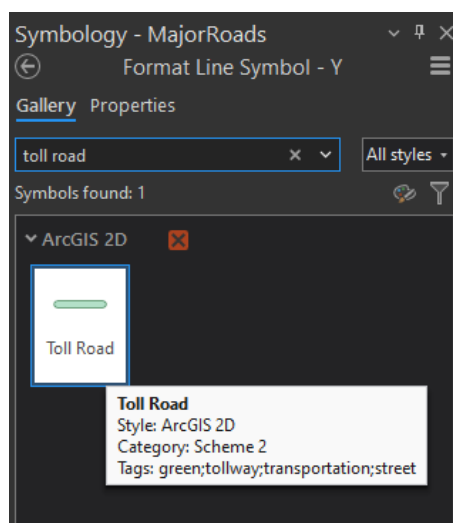 Symbology - MajorRoads
Format Line Symbol - Y
Gallery Properties
toll road
All styles
Symbols found: 1
ArcGIS 2D
Toll Road
Toll Road
Style: ArcGIS 2D
Category: Scheme 2
Tags: green;tollway;transportation;street